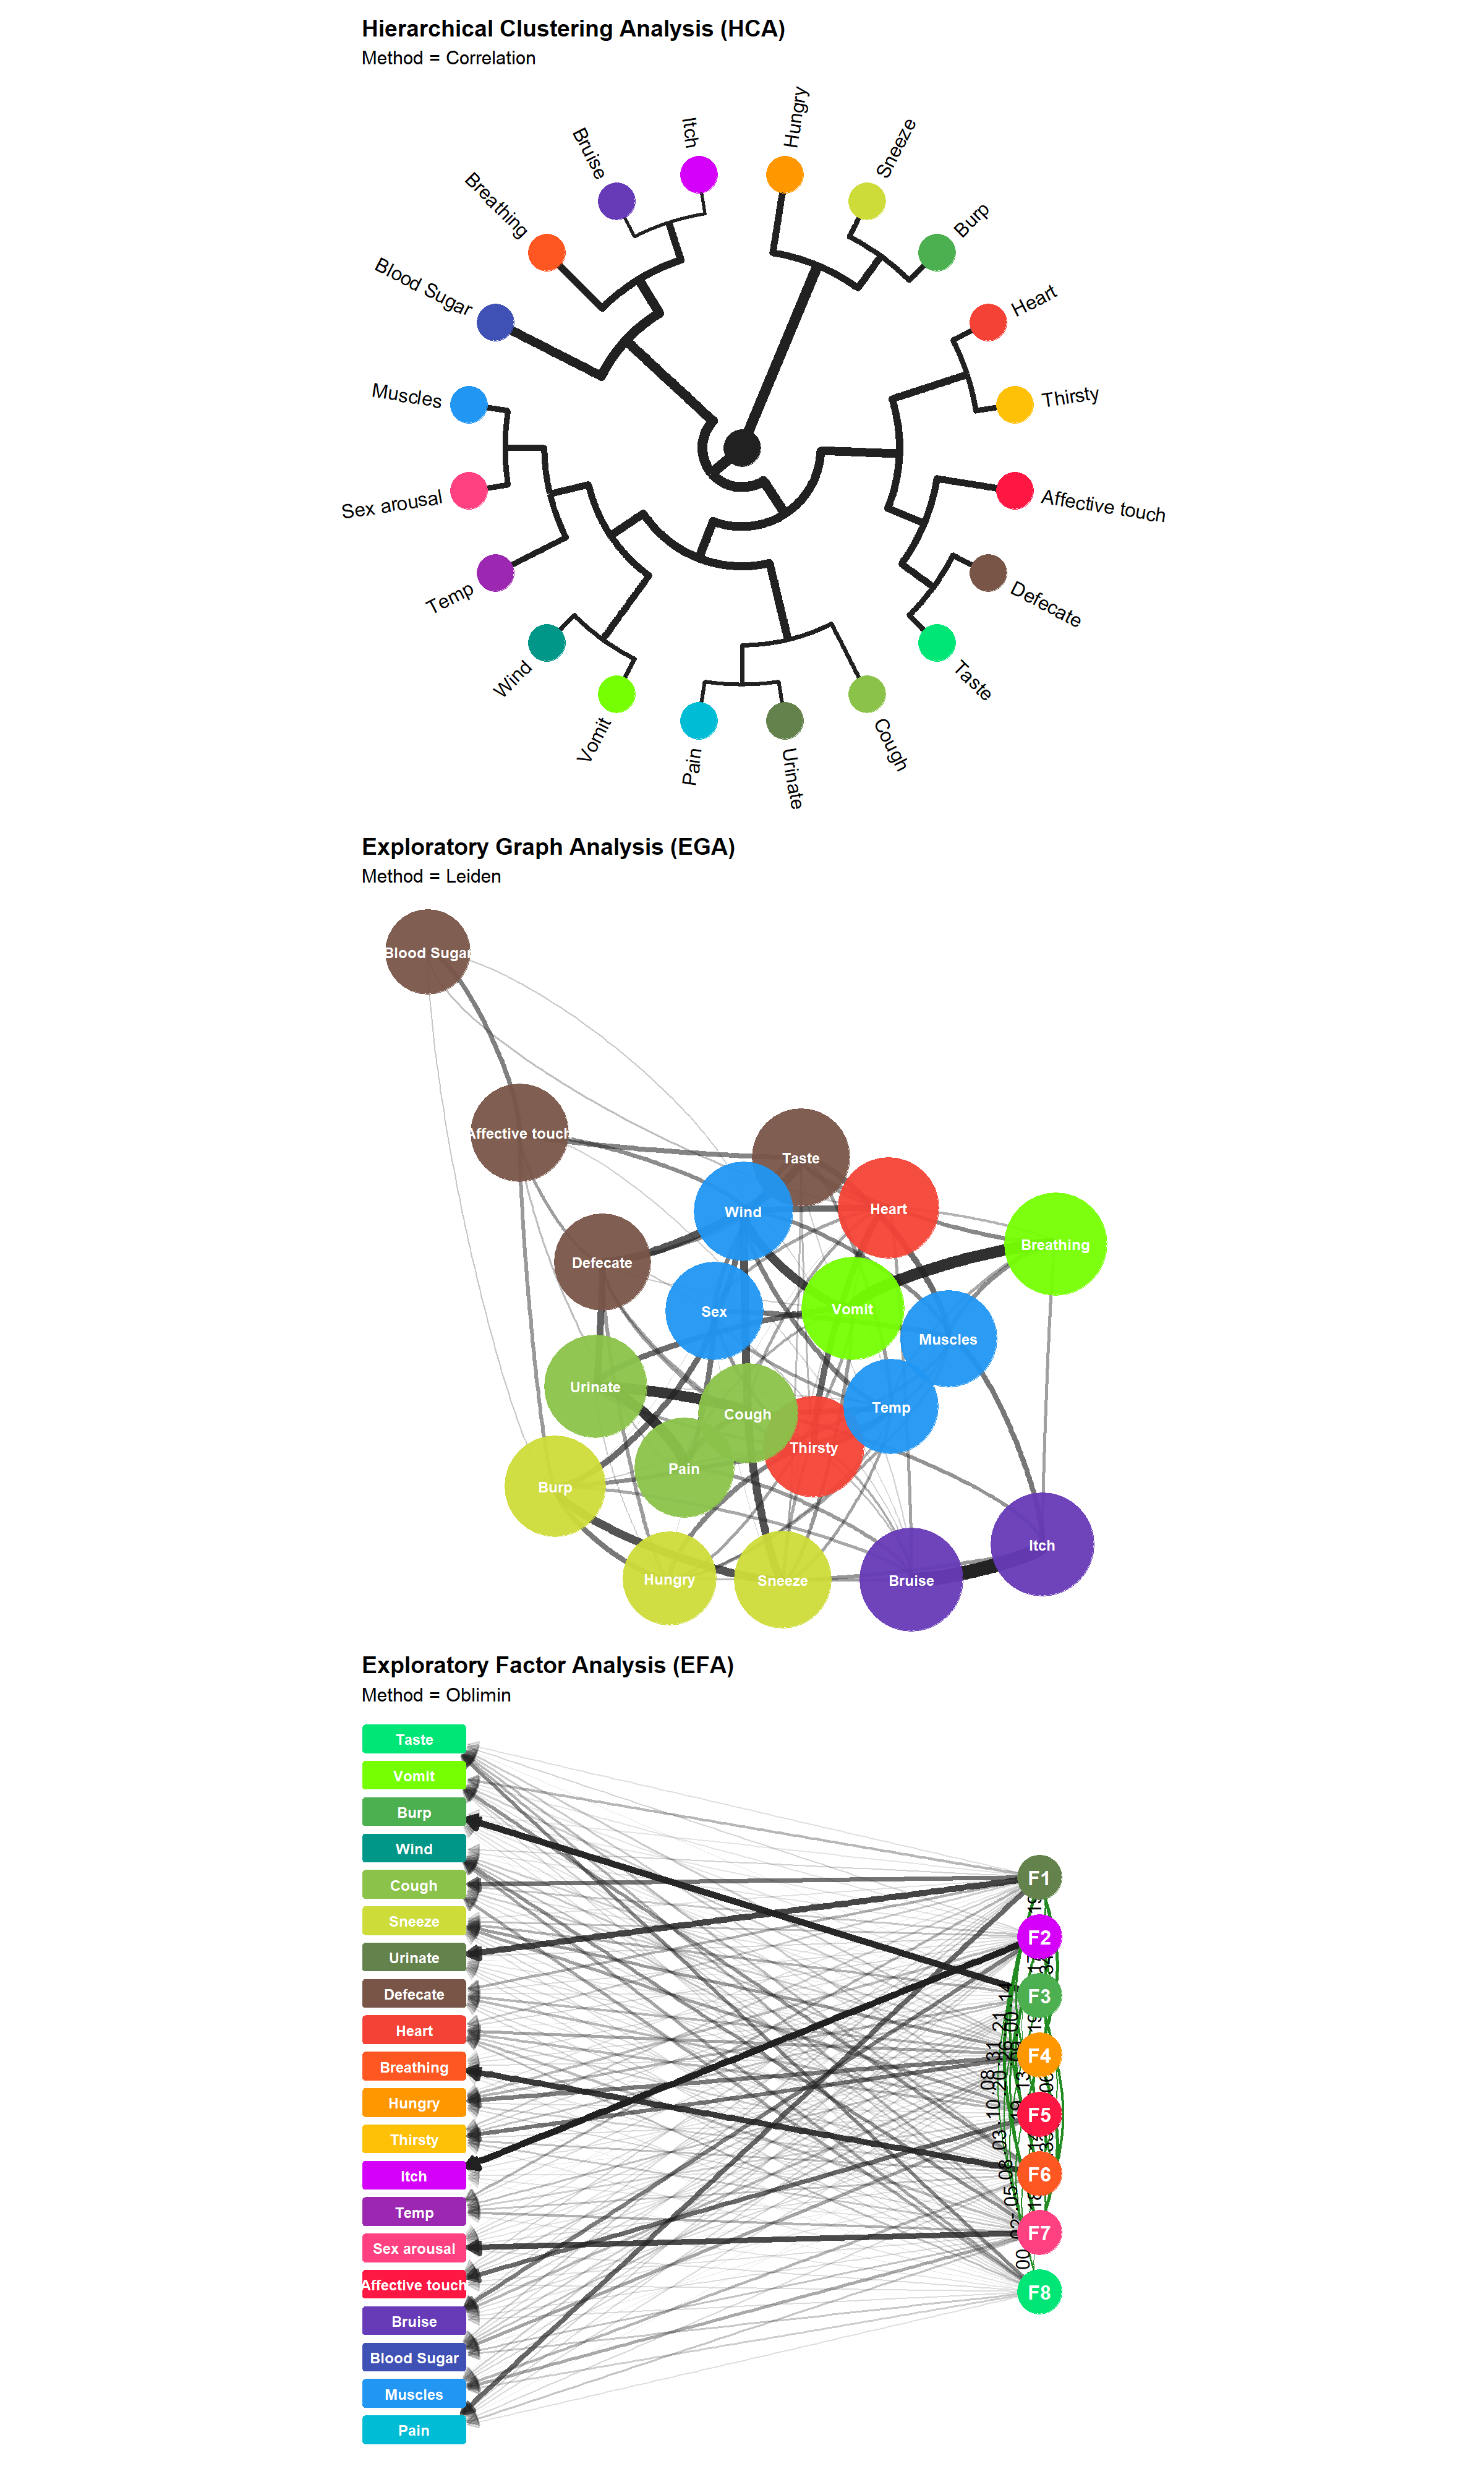 Hierarchical Clustering Analysis (HCA)
Method = Correlation
Hungry
Itch
Sneeze
Bruise
Breathing
Burp
Blood Sugar
Heart
Muscles
Thirsty
Sex arousal
Affective touch
Temp
Defecate
Wind
Taste
Vomit
Cough
Pain
Urinate
Exploratory Graph Analysis (EGA)
Method = Leiden
Blood Sugar
Affective touch
Taste
Wind
Heart
Breathing
Defecate
Sex
Vomit
Muscles
Urinate
Cough
Temp
Thirsty
Pain
Burp
Itch
Hungry
Sneeze
Bruise
Exploratory Factor Analysis (EFA)
Method = Oblimin
Taste
Vomit
Burp
Wind
Cough
Sneeze
Urinate
Defecate
Heart
Breathing
Hungry
Thirsty
Itch
Temp
Sex arousal
Affective touch
Bruise
Blood Sugar
Muscles
Pain
F1
F2
F3
F4
F5
F6
F7
F8